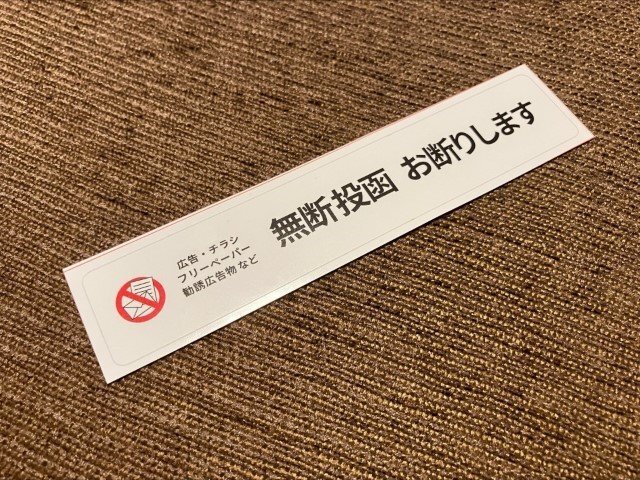 広告・チラシ
フリーペーパー
勧誘広告物など
無断投函 お断りします